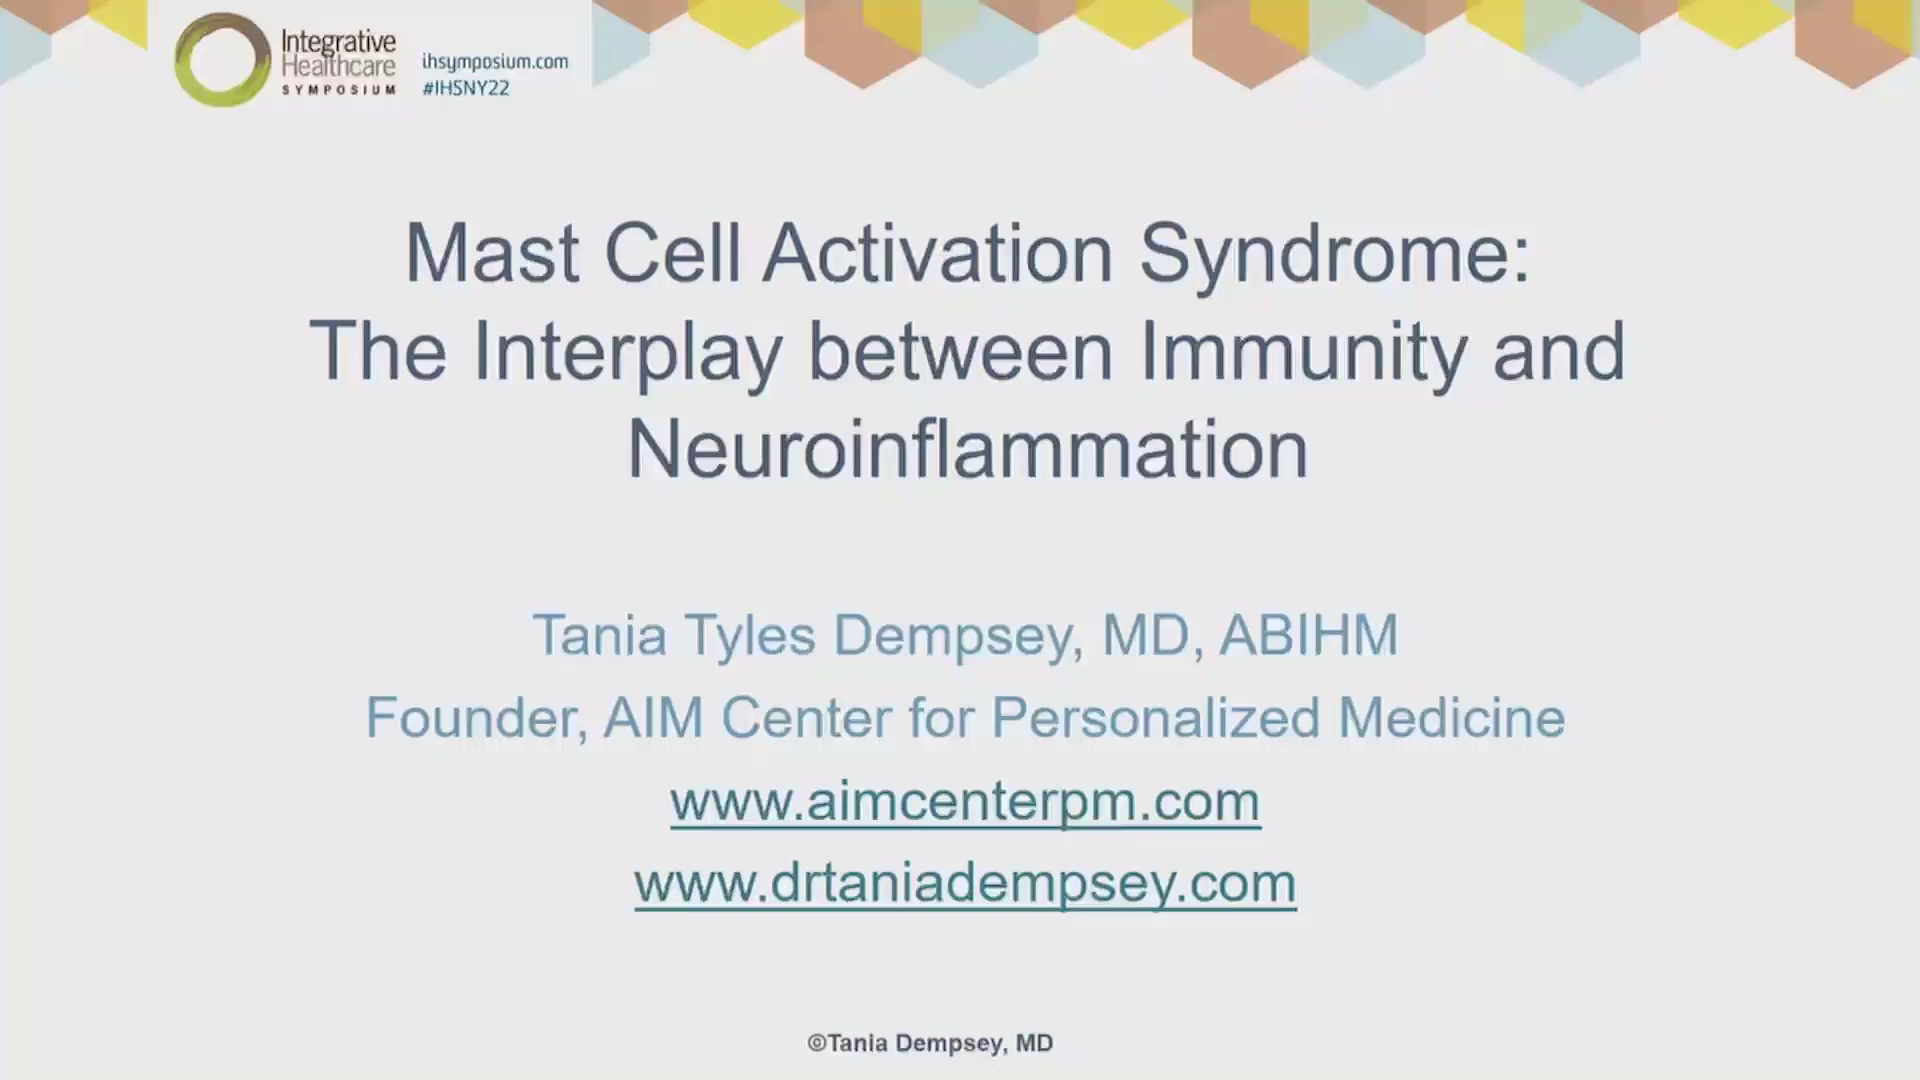 Integrative
Healthcare
SYMPOSIUM
ihsymposium.com
#IHSNY22
Mast Cell Activation Syndrome:
The Interplay between Immunity and
Neuroinflammation
Tania Tyles Dempsey, MD, ABIHM
Founder, AIM Center for Personalized Medicine
www.aimcenterpm.com
www.drtaniadempsey.com
©Tania Dempsey, MD